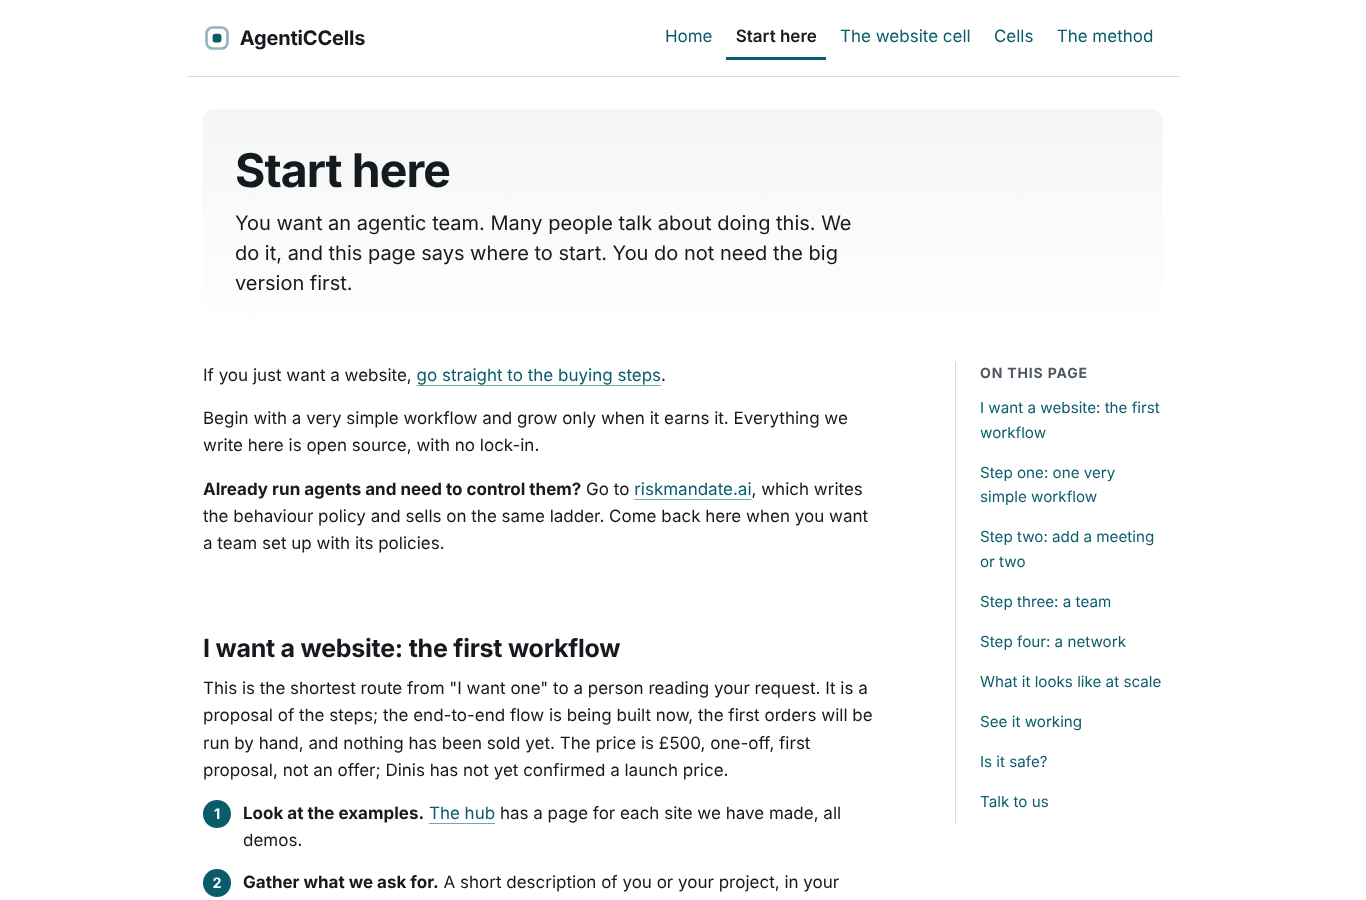 AgentiCCells
Home
Start here
The website cell
Cells
The method
Start here
You want an agentic team. Many people talk about doing this. We
do it, and this page says where to start. You do not need the big
version first.
If you just want a website, go straight to the buying steps.
Begin with a very simple workflow and grow only when it earns it. Everything we
write here is open source, with no lock-in.
Already run agents and need to control them? Go to riskmandate.ai, which writes
the behaviour policy and sells on the same ladder. Come back here when you want
a team set up with its policies.
I want a website: the first workflow
This is the shortest route from "I want one" to a person reading your request. It is a
proposal of the steps; the end-to-end flow is being built now, the first orders will be
run by hand, and nothing has been sold yet. The price is £500, one-off, first
proposal, not an offer; Dinis has not yet confirmed a launch price.
1 Look at the examples. The hub has a page for each site we have made, all
demos.
2 Gather what we ask for. A short description of you or your project, in your
ON THIS PAGE
I want a website: the first
workflow
Step one: one very
simple workflow
Step two: add a meeting
or two
Step three: a team
Step four: a network
What it looks like at scale
See it working
Is it safe?
Talk to us